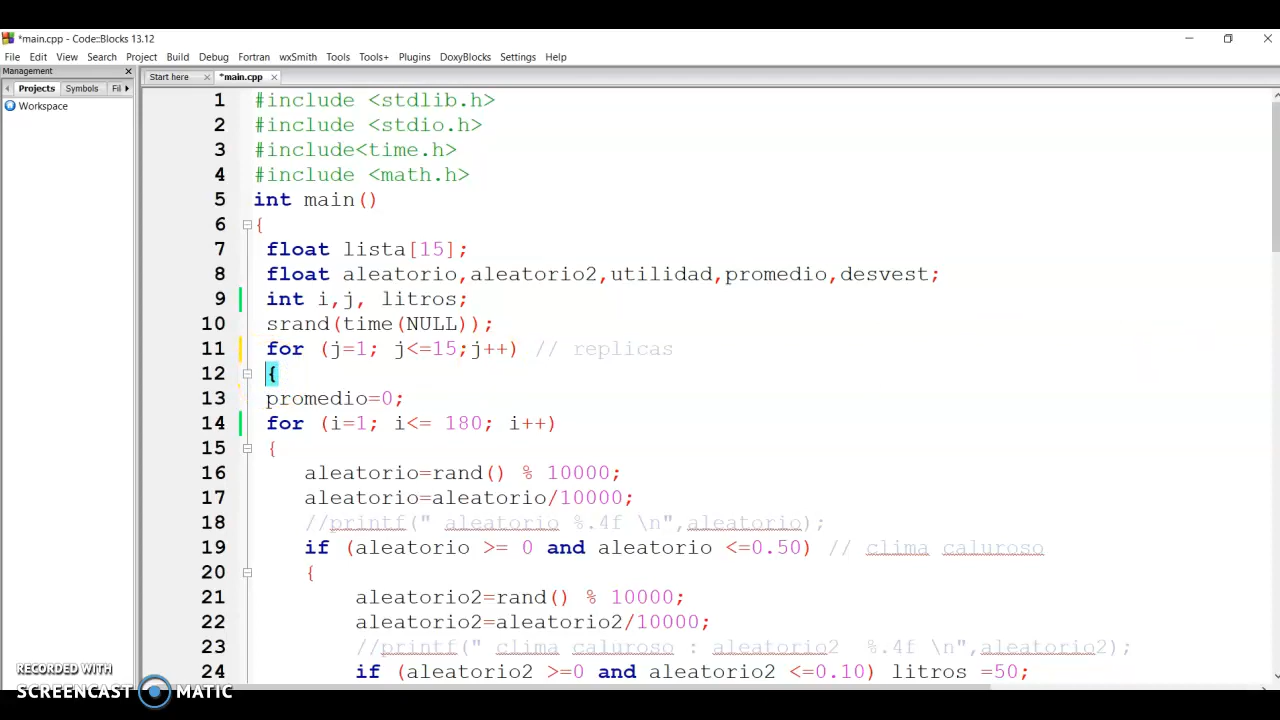 *main.cpp - Code::Blocks 13.12
File Edit View Search Project Build Debug Fortran wxSmith Tools Tools+ Plugins DoxyBlocks Settings Help
Management
Start here *main.cpp
Projects Symbols Fil
Workspace
1 #include <stdlib.h>
2 #include <stdio.h>
3 #include<time.h>
4 #include <math.h>
5 int main()
6 {
7 float lista[15];
8 float aleatorio,aleatorio2,utilidad,promedio,desvest;
9 int i,j, litros;
10 srand(time(NULL));
11 for (j=1; j<=15;j++) // replicas
12 {
13 promedio=0;
14 for (i=1; i<= 180; i++)
15 {
16 aleatorio=rand() % 10000;
17 aleatorio=aleatorio/10000;
18 //printf(" aleatorio %.4f \n",aleatorio);
19 if (aleatorio >= 0 and aleatorio <=0.50) // clima caluroso
20 {
21 aleatorio2=rand() % 10000;
22 aleatorio2=aleatorio2/10000;
23 //printf(" clima caluroso : aleatorio2 %.4f \n",aleatorio2);
24 if (aleatorio2 >=0 and aleatorio2 <=0.10) litros =50;
RECORDED WITH
SCREENCAST MATIC